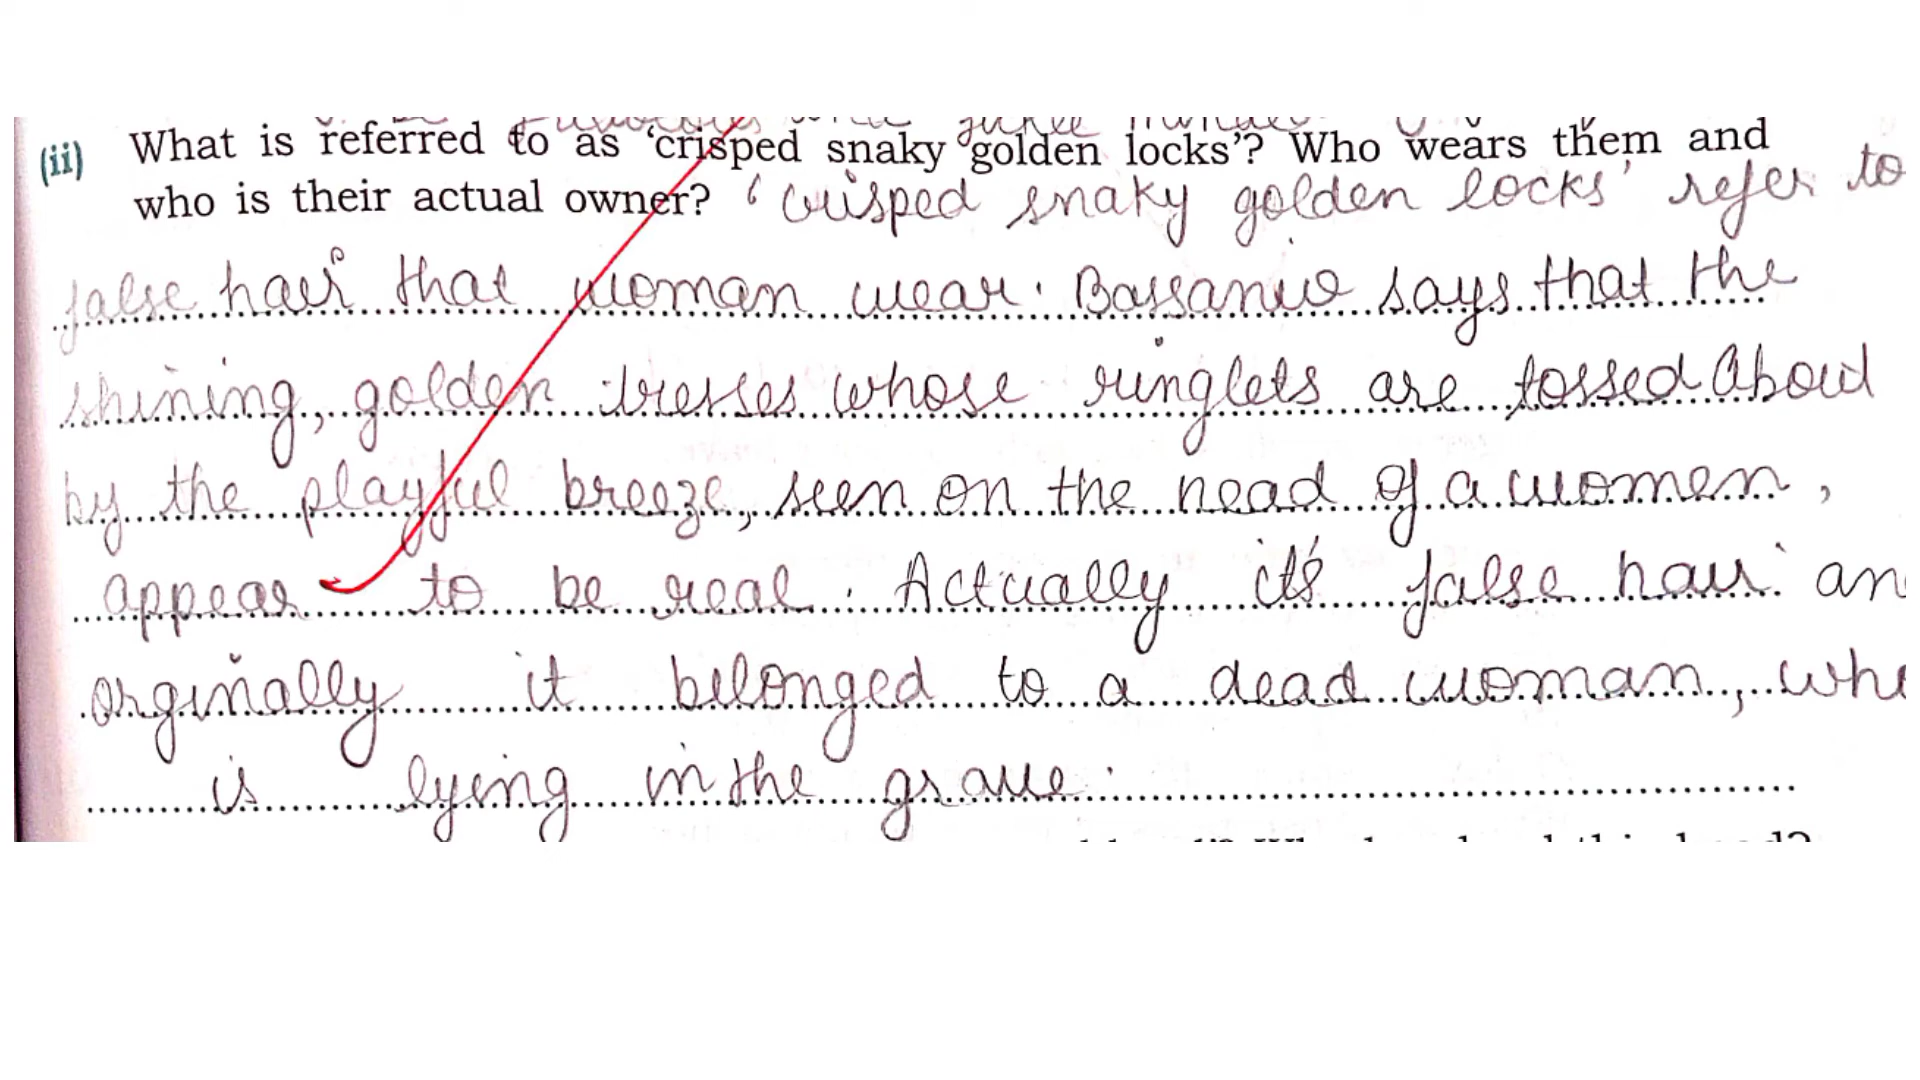 (ii) What is referred to as 'crisped snaky golden locks'? Who wears them and
who is their actual owner? 'Crisped snaky golden locks' refer to
false hair that woman wear. Bassanio says that the
shining, golden tresses whose ringlets are tossed About
by the playful breeze, seen on the head of a women,
appear to be real. Actually it's false hair an
orginally it belonged to a dead woman, who
is lying in the grave.